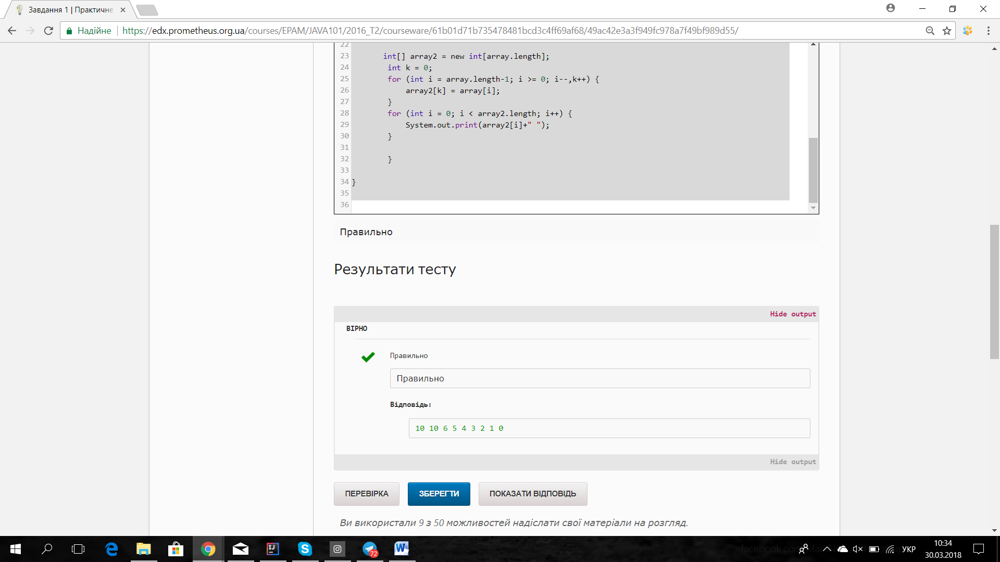 Завдання 1 | Практичне
Надійне
https://edx.prometheus.org.ua/courses/EPAM/JAVA101/2016_T2/courseware/61b01d71b735478481bcd3c4ff69af68/49ac42e3a3f949fc978a7f49bf989d55/
22
23 int[] array2 = new int[array.length];
24 int k = 0;
25 for (int i = array.length-1; i >= 0; i--,k++) {
26 array2[k] = array[i];
27 }
28 for (int i = 0; i < array2.length; i++) {
29 System.out.print(array2[i]+" ");
30 }
31
32 }
33
34 }
35
36
Правильно
Результати тесту
Hide output
ВІРНО
Правильно
Правильно
Відповідь:
10 10 6 5 4 3 2 1 0
Hide output
ПЕРЕВІРКА ЗБЕРЕГТИ ПОКАЗАТИ ВІДПОВІДЬ
Ви використали 9 з 50 можливостей надіслати свої матеріали на розгляд.
72
УКР
10:34
30.03.2018